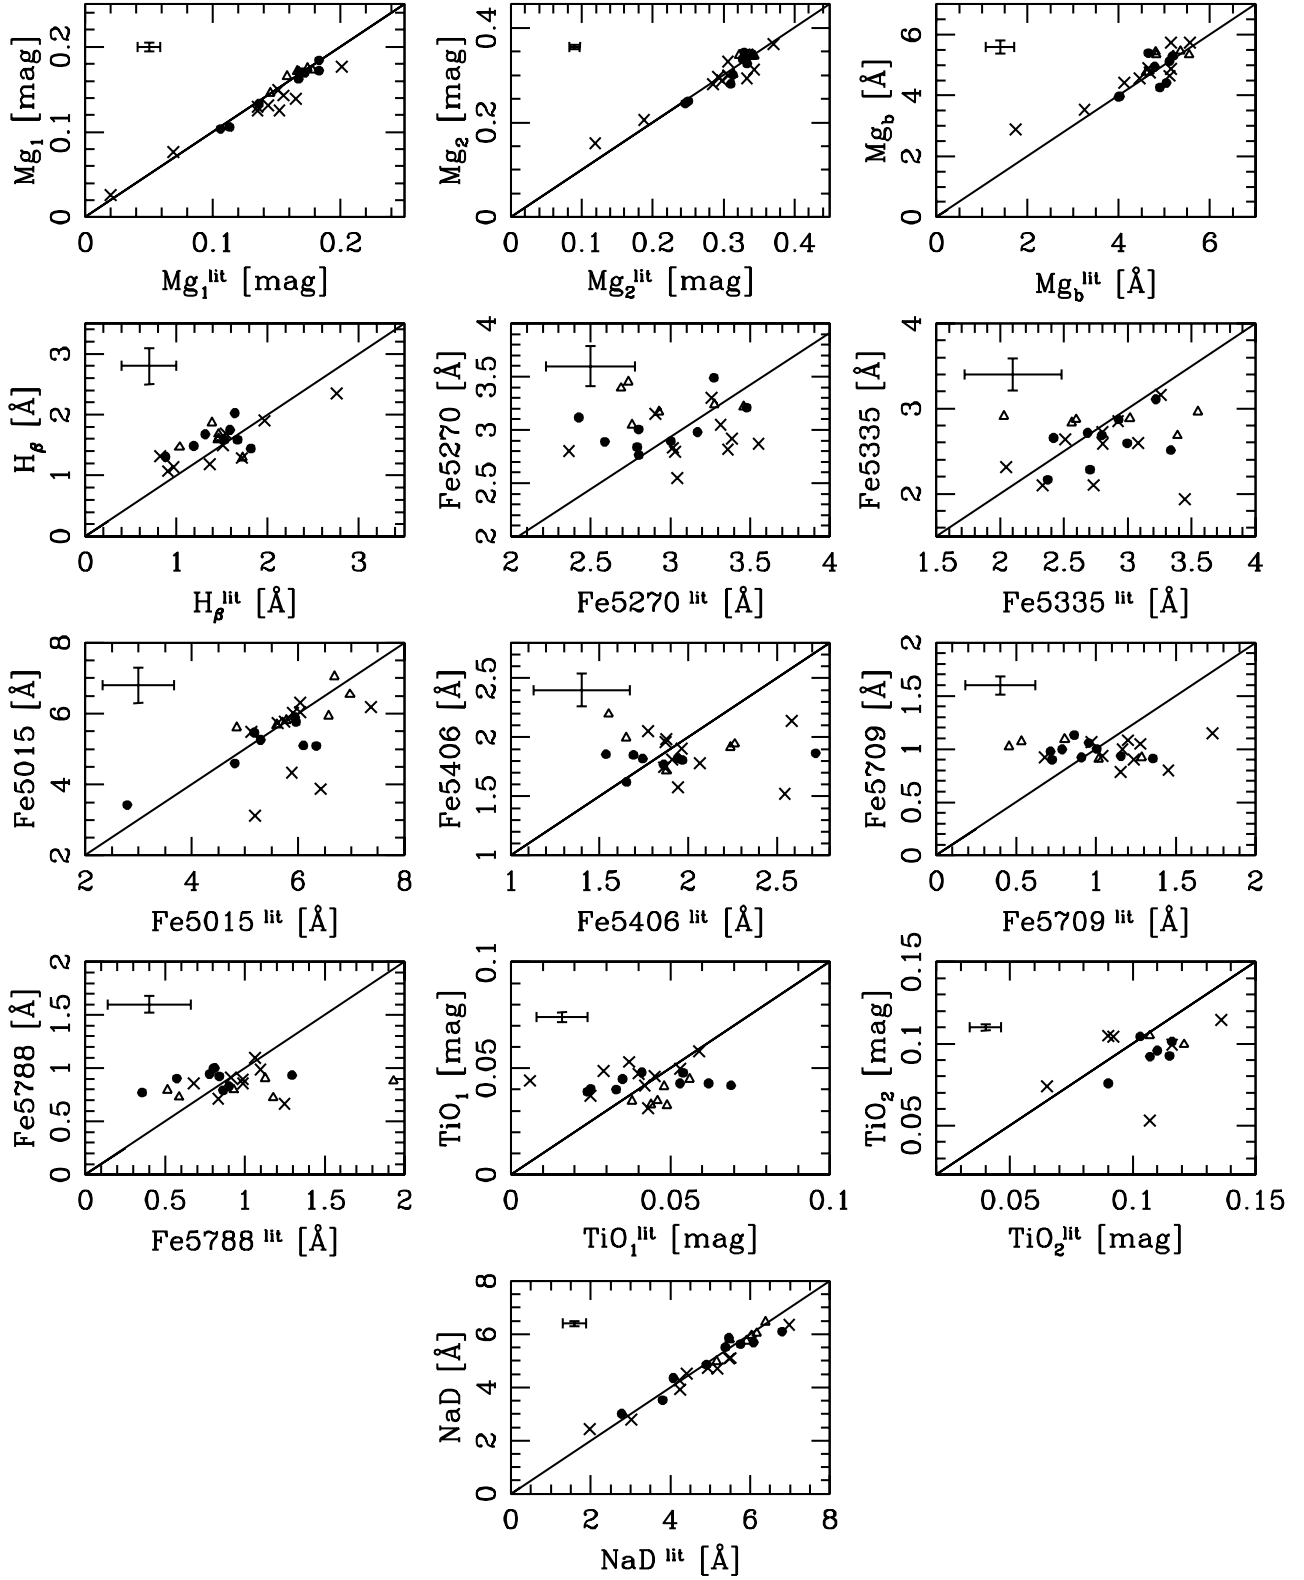 Mg1 [mag]
0 0.1 0.2
0 0.1 0.2
Mg1lit [mag]
Mg2 [mag]
0 0.2 0.4
0 0.1 0.2 0.3 0.4
Mg2lit [mag]
Mgb [Å]
0 2 4 6
0 2 4 6
Mgblit [Å]
Hβ [Å]
0 1 2 3
0 1 2 3
Hβlit [Å]
Fe5270 [Å]
2 2.5 3 3.5 4
2 2.5 3 3.5 4
Fe5270 lit [Å]
Fe5335 [Å]
2 3 4
1.5 2 2.5 3 3.5 4
Fe5335 lit [Å]
Fe5015 [Å]
2 4 6 8
2 4 6 8
Fe5015 lit [Å]
Fe5406 [Å]
1 1.5 2 2.5
1 1.5 2 2.5
Fe5406 lit [Å]
Fe5709 [Å]
0 0.5 1 1.5 2
0 0.5 1 1.5 2
Fe5709 lit [Å]
Fe5788 [Å]
0 0.5 1 1.5 2
0 0.5 1 1.5 2
Fe5788 lit [Å]
TiO1 [mag]
0 0.05 0.1
0 0.05 0.1
TiO1lit [mag]
TiO2 [mag]
0.05 0.1 0.15
0.05 0.1 0.15
TiO2lit [mag]
NaD [Å]
0 2 4 6 8
0 2 4 6 8
NaD lit [Å]